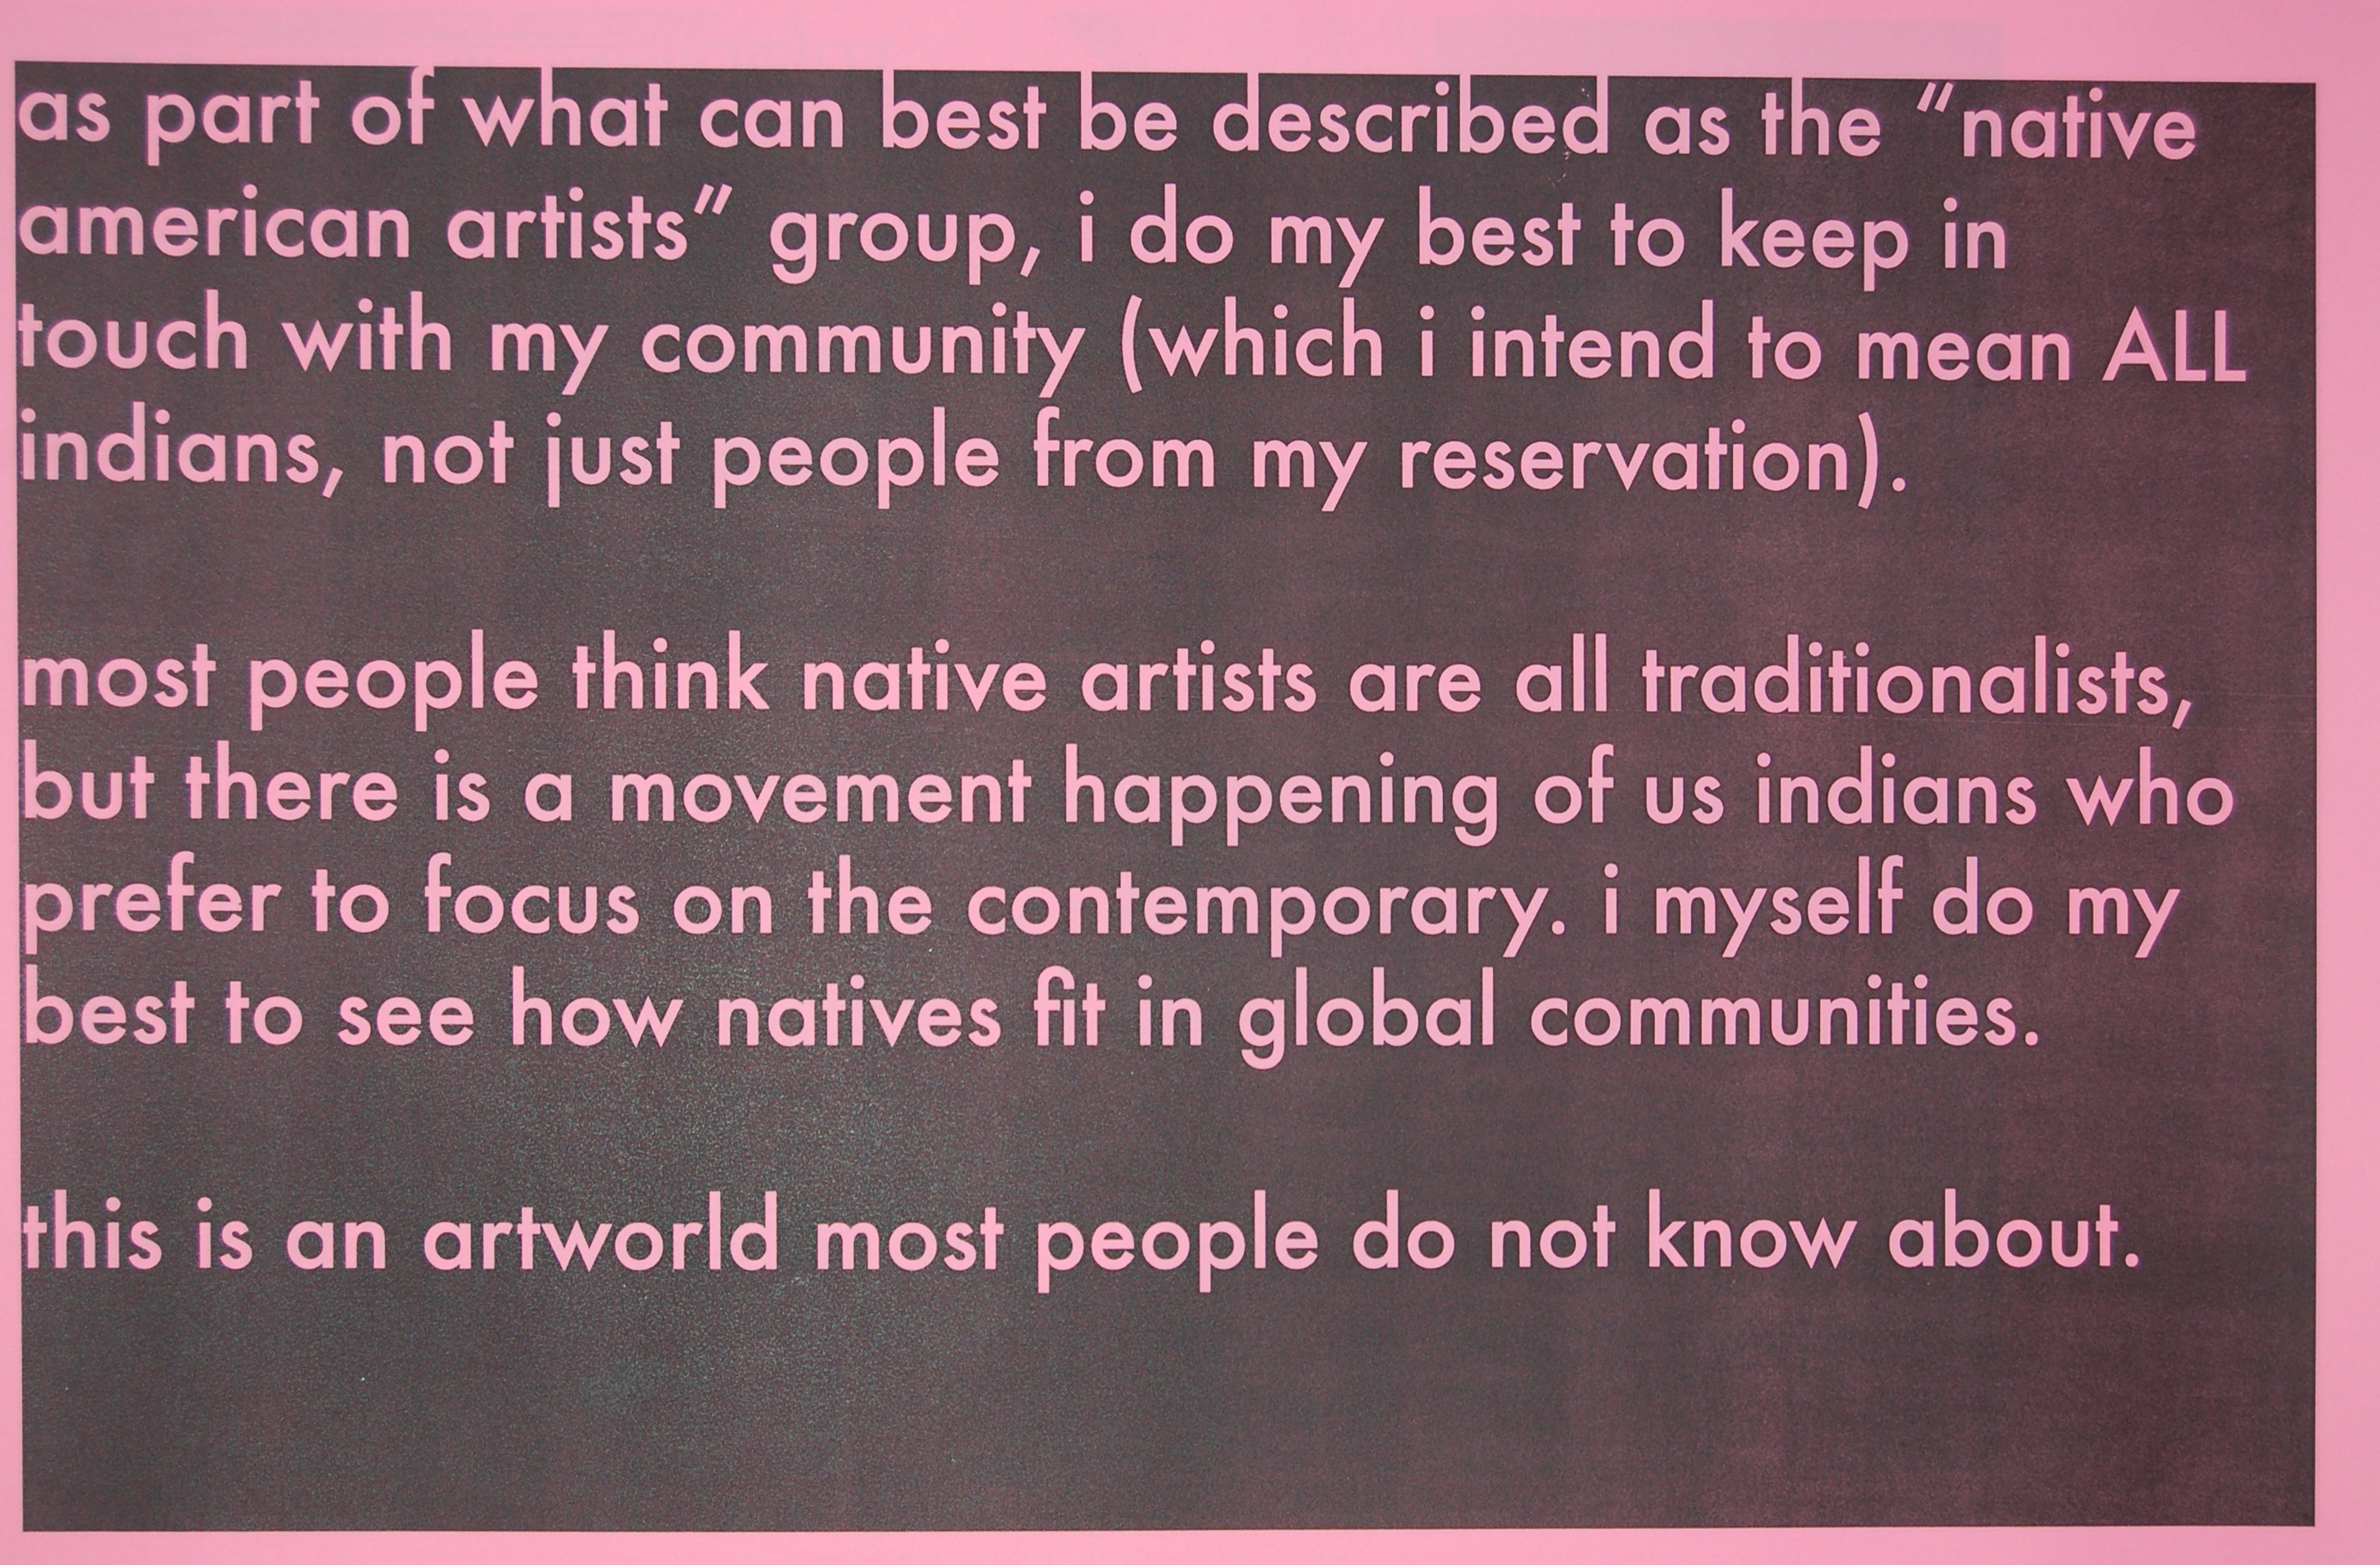 as part of what can best be described as the “native
american artists” group, i do my best to keep in
touch with my community (which i intend to mean ALL
indians, not just people from my reservation).
most people think native artists are all traditionalists,
but there is a movement happening of us indians who
prefer to focus on the contemporary. i myself do my
best to see how natives fit in global communities.
this is an artworld most people do not know about.